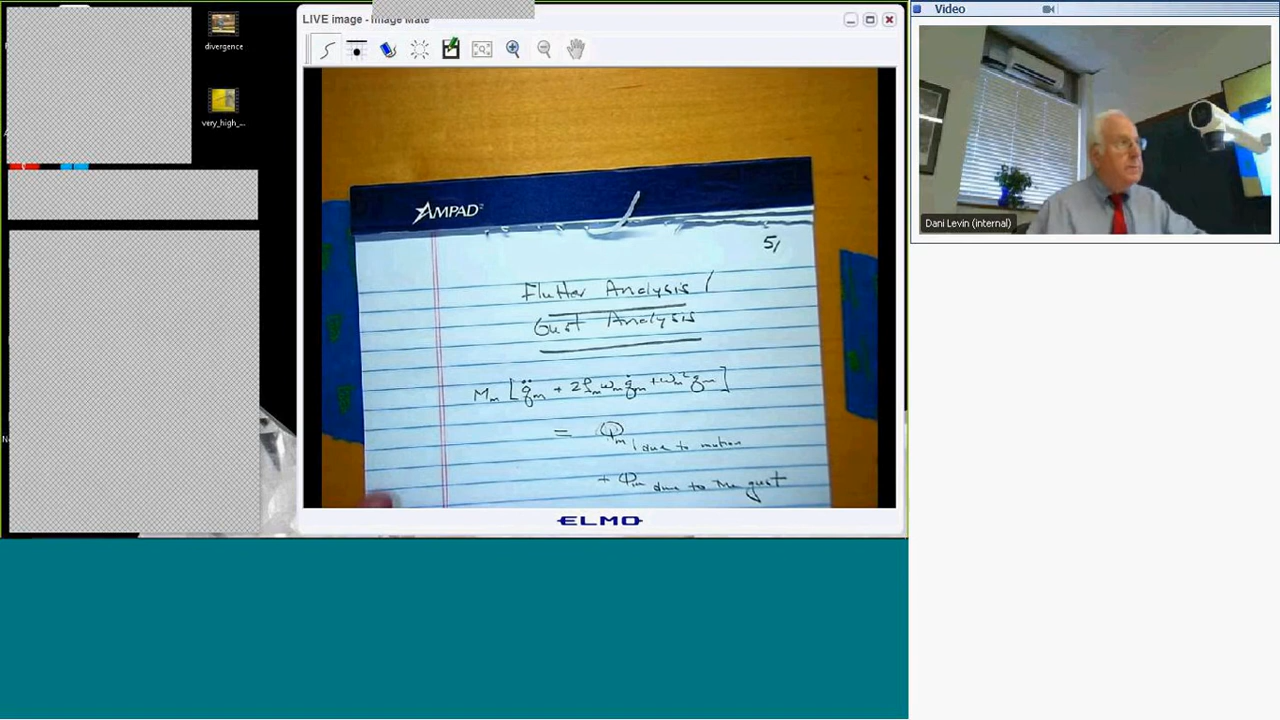 divergence
very_high_...
LIVE image - Image Mate
AMPAD
5/
Flutter Analysis /
Gust Analysis
Mm [q̈m + 2ζmωmq̇m + ωm²qm]
= Qm | due to motion
+ Qm due to the gust
ELMO
Video
Dani Levin (internal)